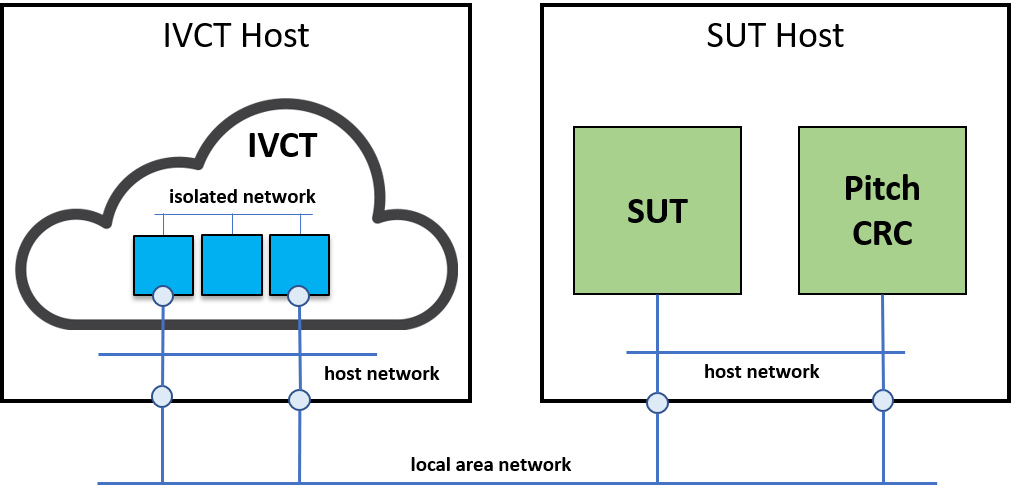 IVCT Host
SUT Host
IVCT
isolated network
SUT
Pitch
CRC
host network
host network
local area network